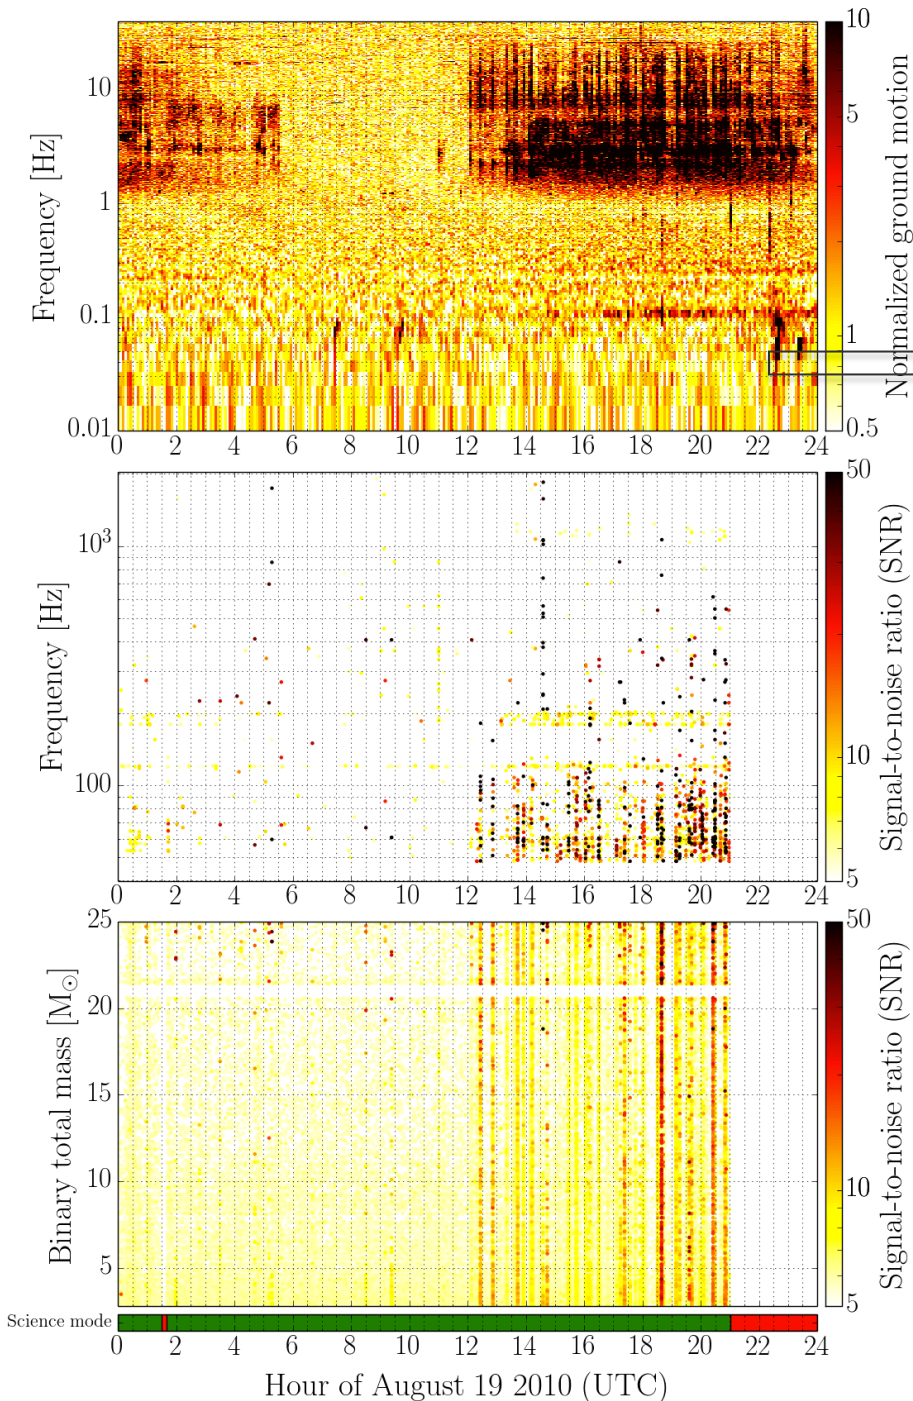 10
1
0.1
0.01
Frequency [Hz]
0 2 4 6 8 10 12 14 16 18 20 22 24
10
5
1
0.5
Normalized ground motion
10³
100
Frequency [Hz]
0 2 4 6 8 10 12 14 16 18 20 22 24
50
10
5
Signal-to-noise ratio (SNR)
25
20
15
10
5
Binary total mass [M☉]
50
10
5
Signal-to-noise ratio (SNR)
Science mode
0 2 4 6 8 10 12 14 16 18 20 22 24
Hour of August 19 2010 (UTC)